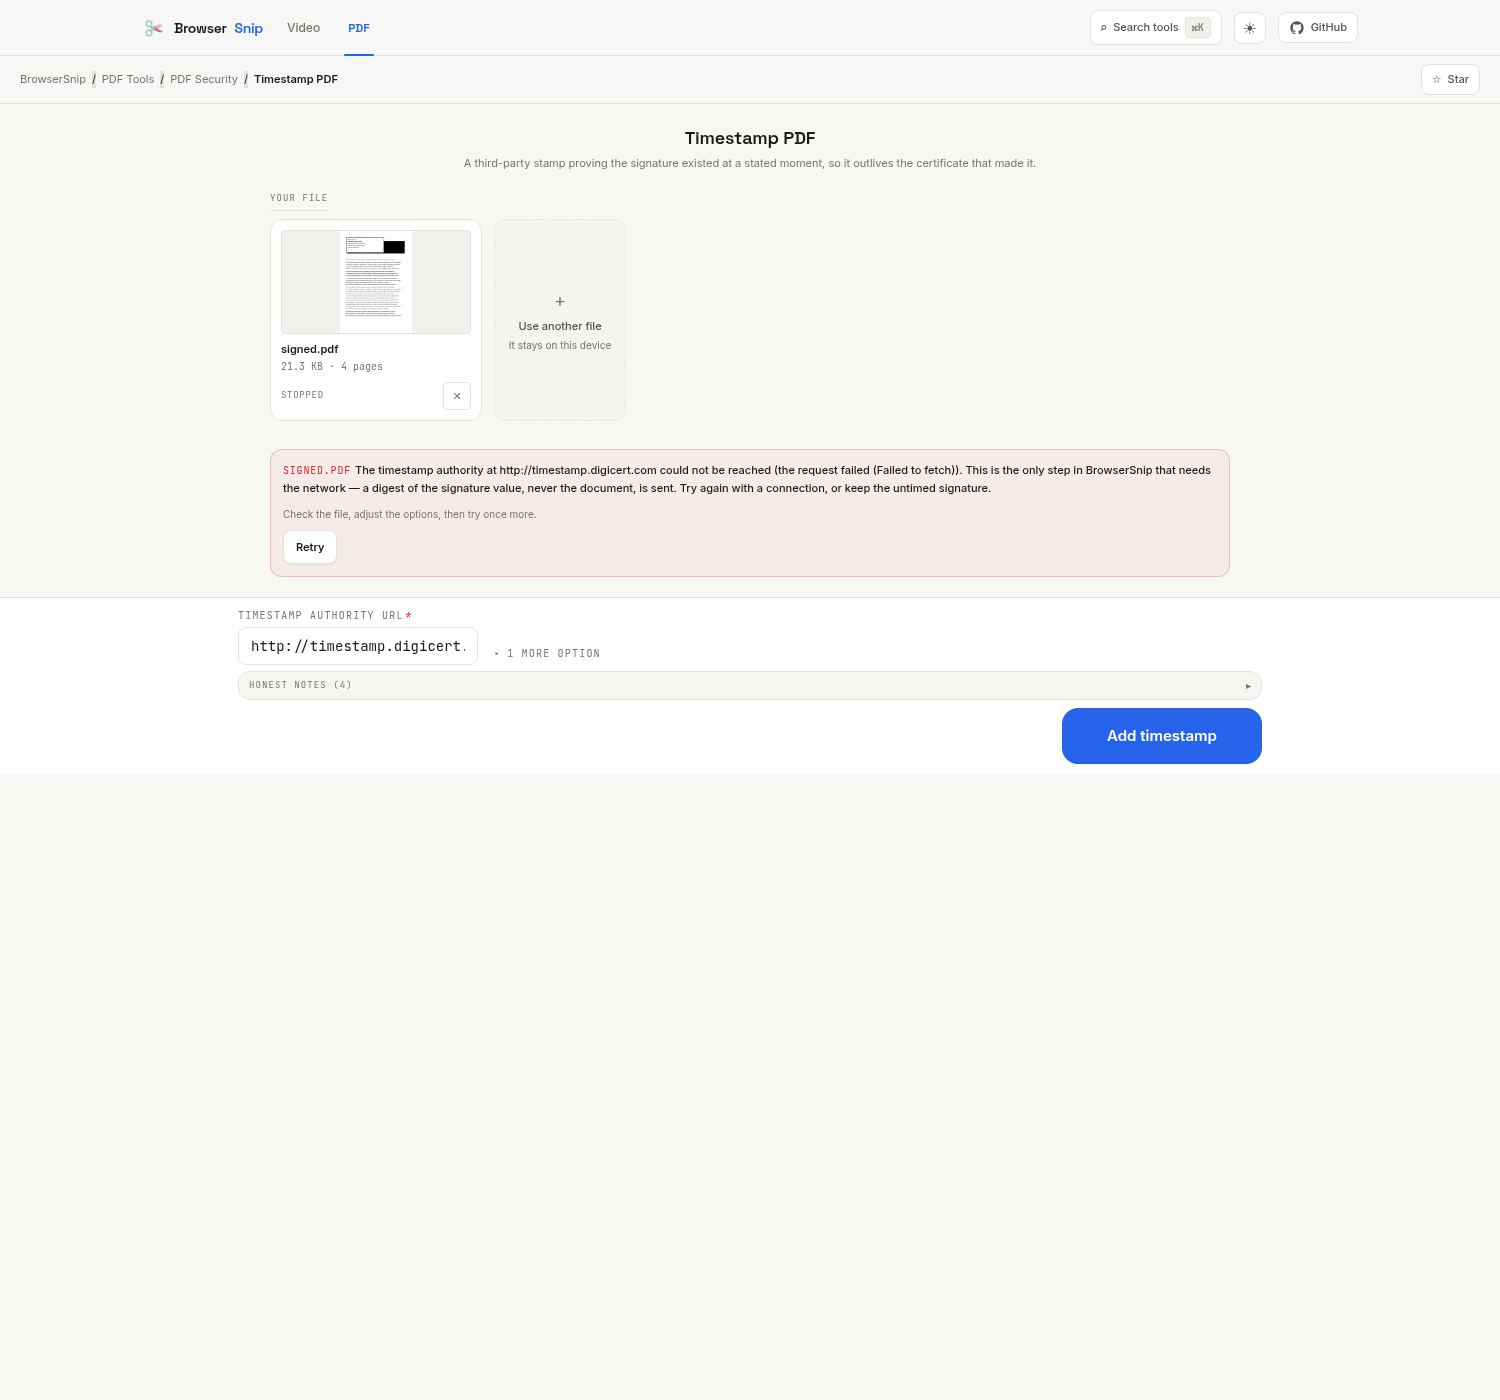 Browser Snip Video PDF Search tools ⌘K GitHub
BrowserSnip / PDF Tools / PDF Security / Timestamp PDF ☆ Star
Timestamp PDF
A third-party stamp proving the signature existed at a stated moment, so it outlives the certificate that made it.
YOUR FILE
+
Use another file
It stays on this device
signed.pdf
21.3 KB · 4 pages
STOPPED ×
SIGNED.PDF The timestamp authority at http://timestamp.digicert.com could not be reached (the request failed (Failed to fetch)). This is the only step in BrowserSnip that needs
the network — a digest of the signature value, never the document, is sent. Try again with a connection, or keep the untimed signature.
Check the file, adjust the options, then try once more.
Retry
TIMESTAMP AUTHORITY URL*
http://timestamp.digicert.
▸ 1 MORE OPTION
HONEST NOTES (4) ▸
Add timestamp